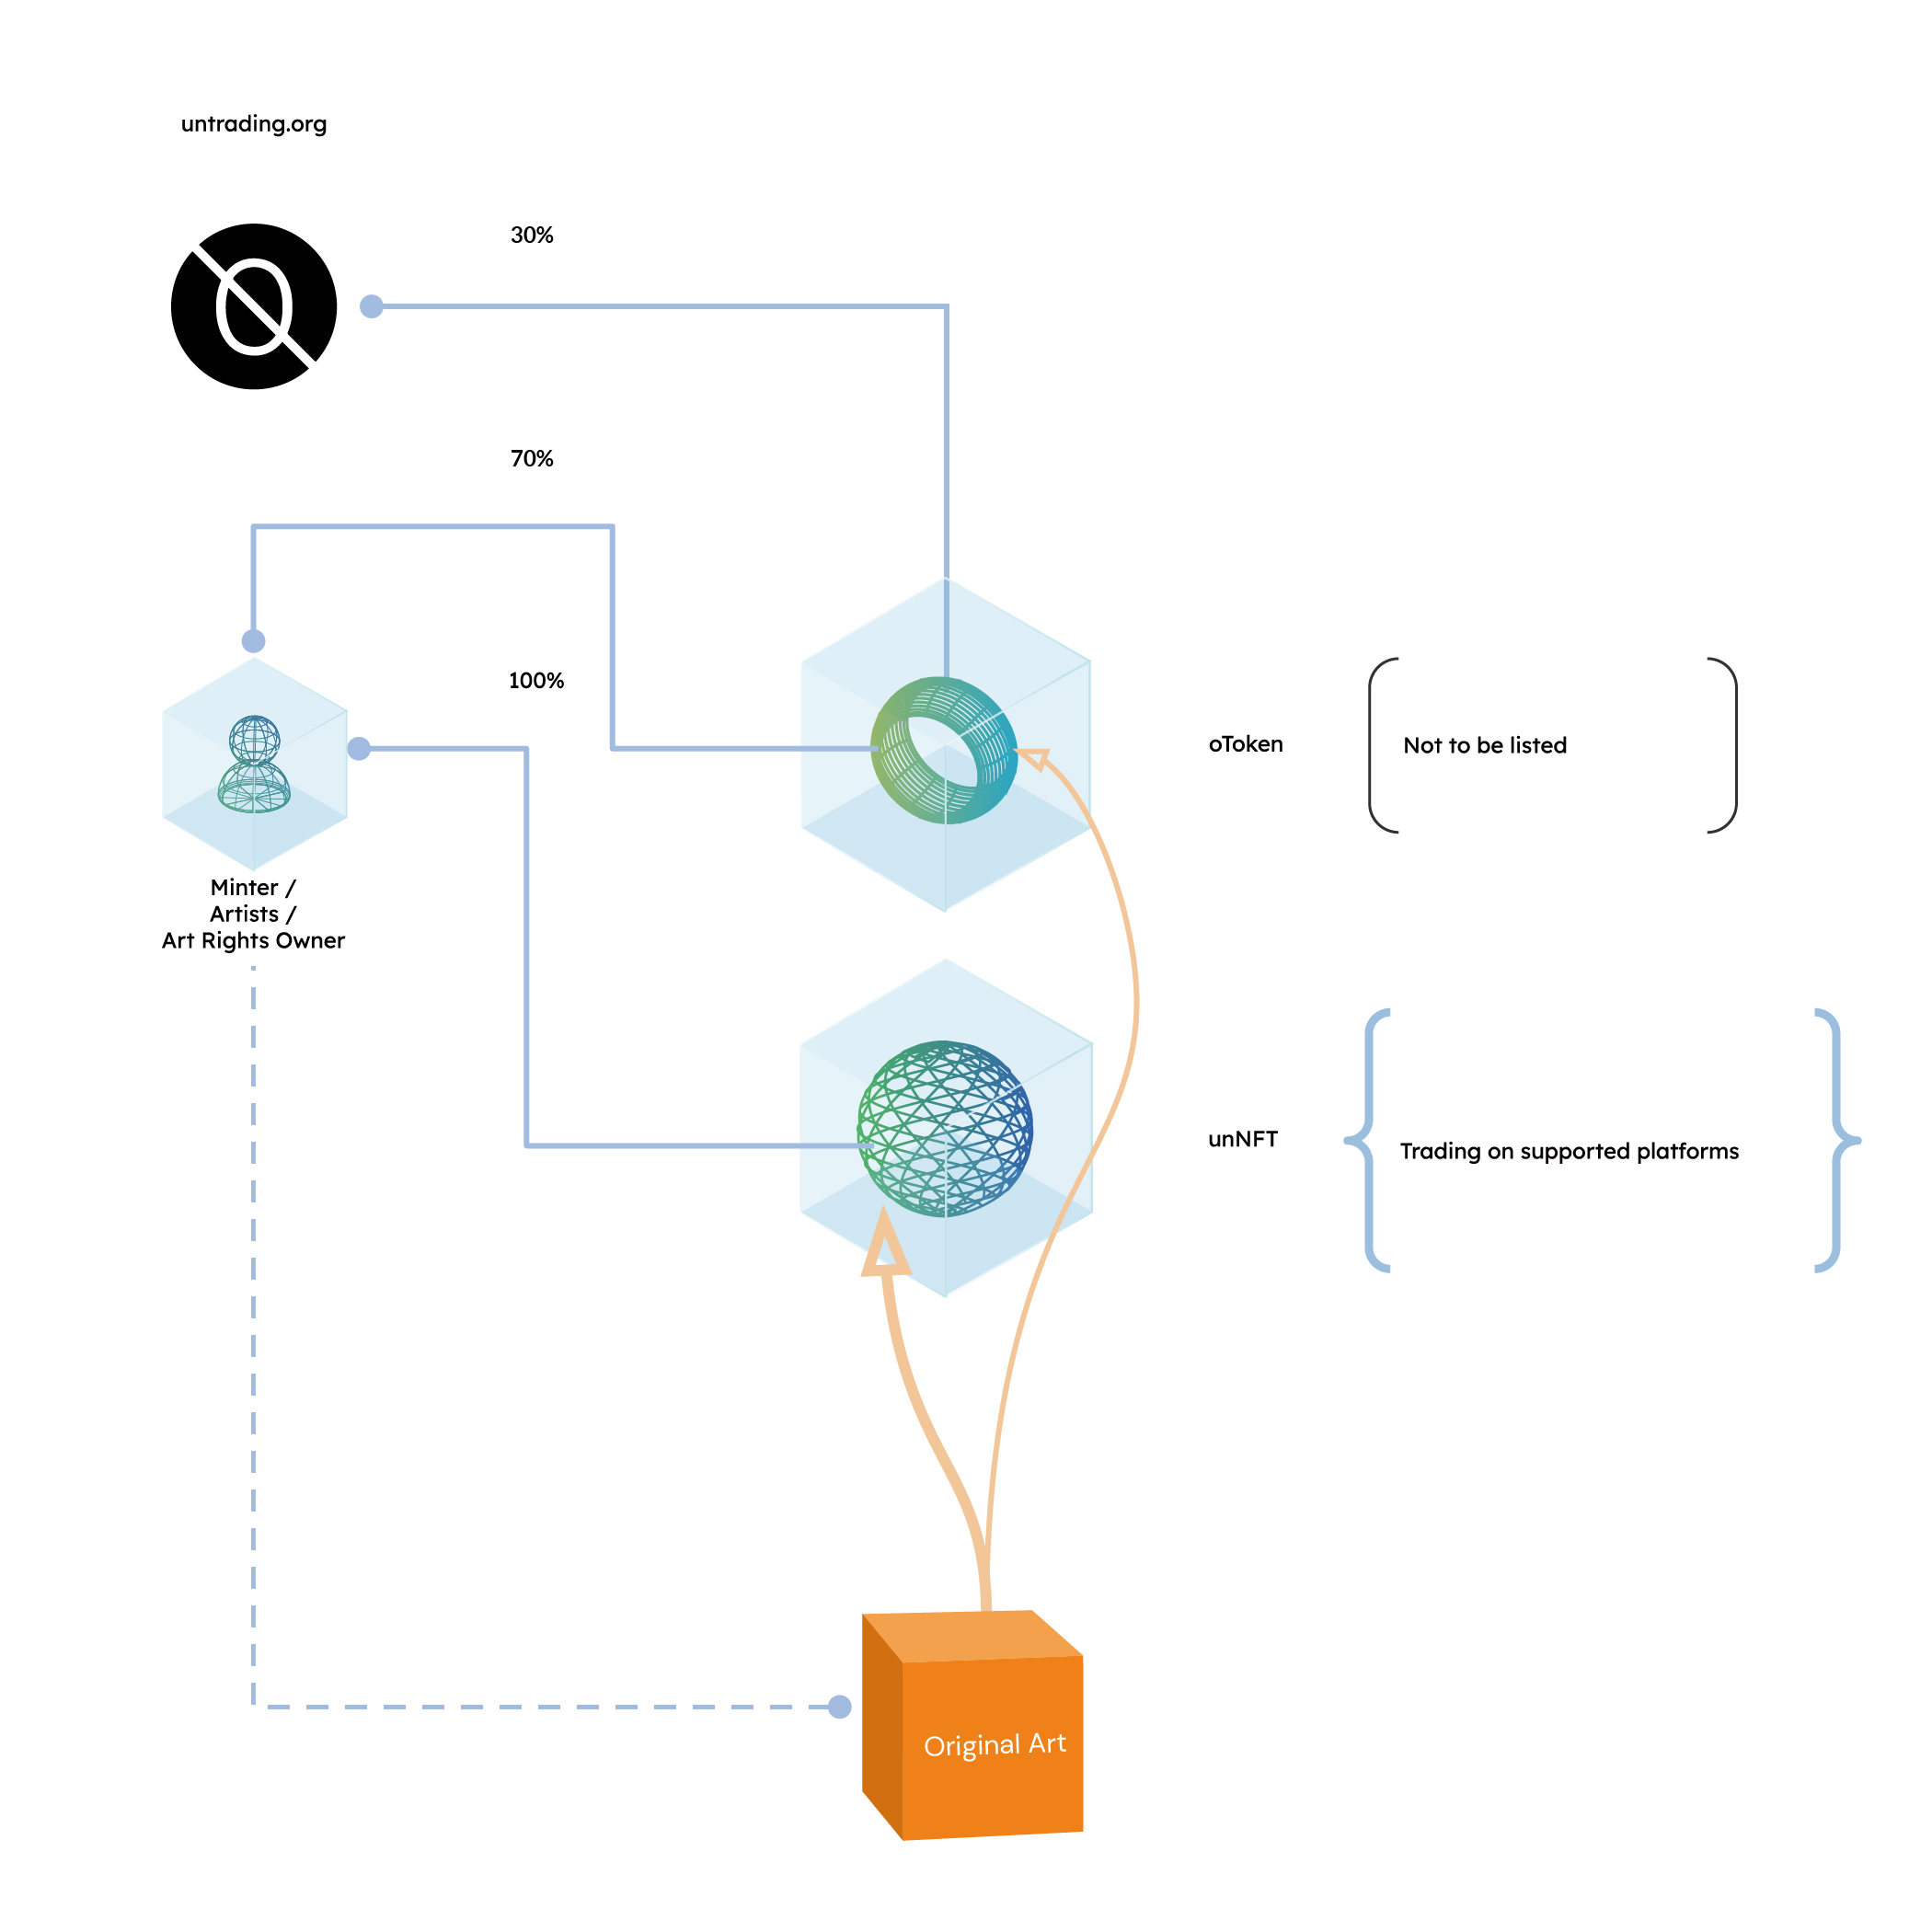 untrading.org
30%
70%
100%
oToken
Not to be listed
Minter /
Artists /
Art Rights Owner
unNFT
Trading on supported platforms
Original Art